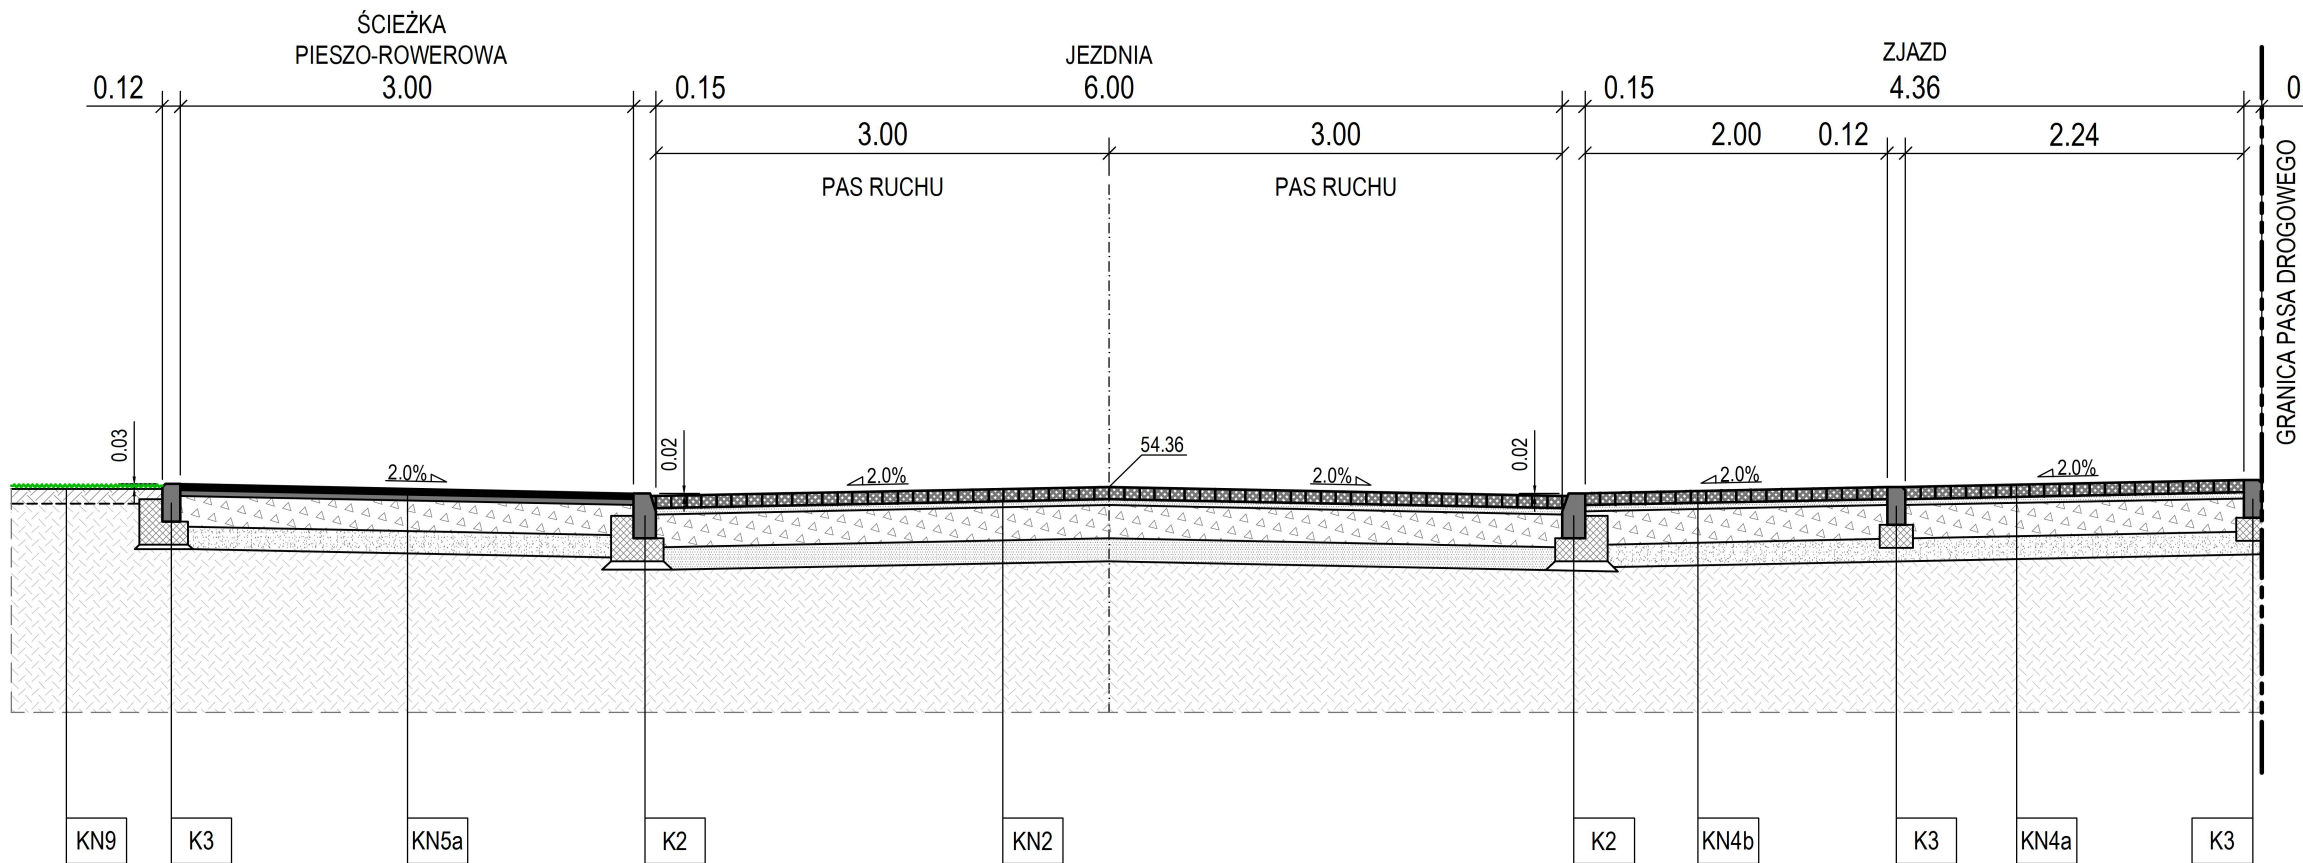 ŚCIEŻKA
PIESZO-ROWEROWA
JEZDNIA
ZJAZD
0.12 3.00 0.15 6.00 0.15 4.36 0
3.00 3.00 2.00 0.12 2.24
PAS RUCHU PAS RUCHU
GRANICA PASA DROGOWEGO
0.03 2.0% 0.02 2.0% 54.36 2.0% 0.02 2.0% 2.0%
KN9 K3 KN5a K2 KN2 K2 KN4b K3 KN4a K3